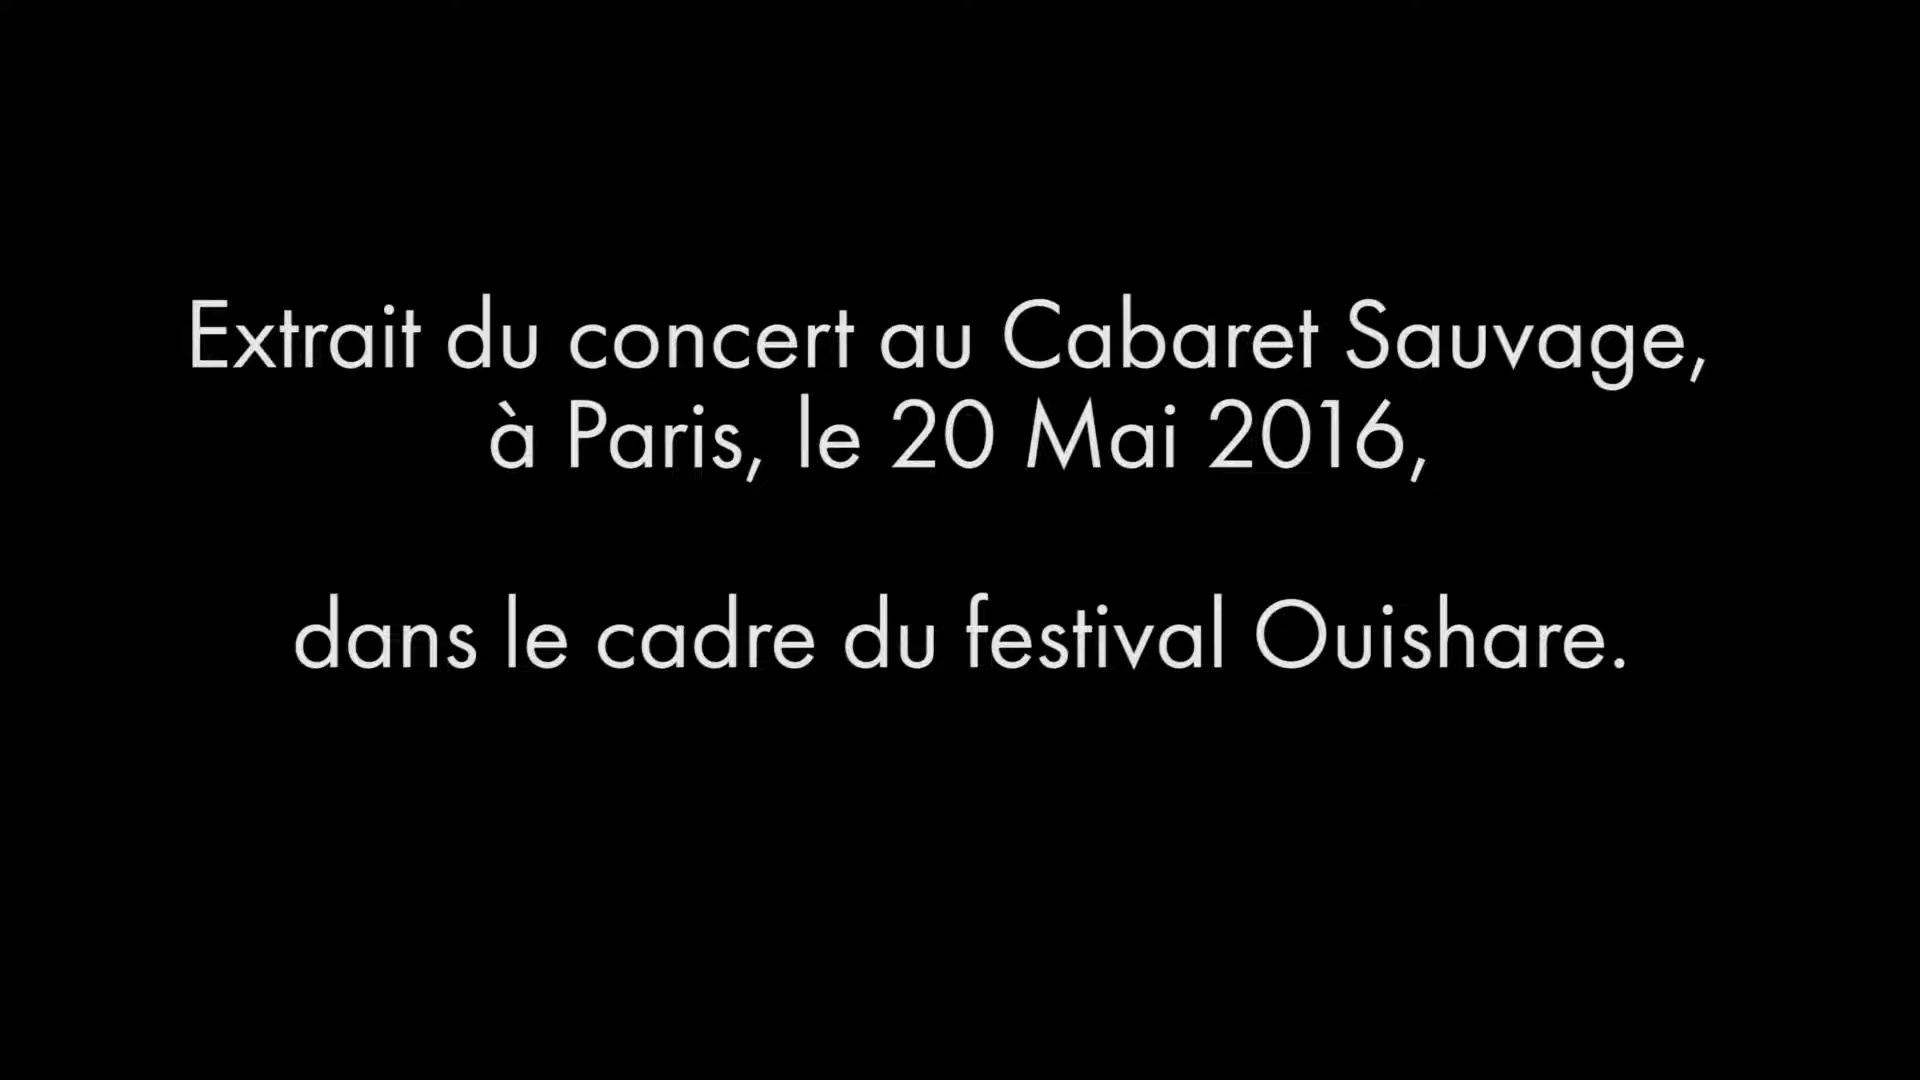 Extrait du concert au Cabaret Sauvage,
à Paris, le 20 Mai 2016,
dans le cadre du festival Ouishare.